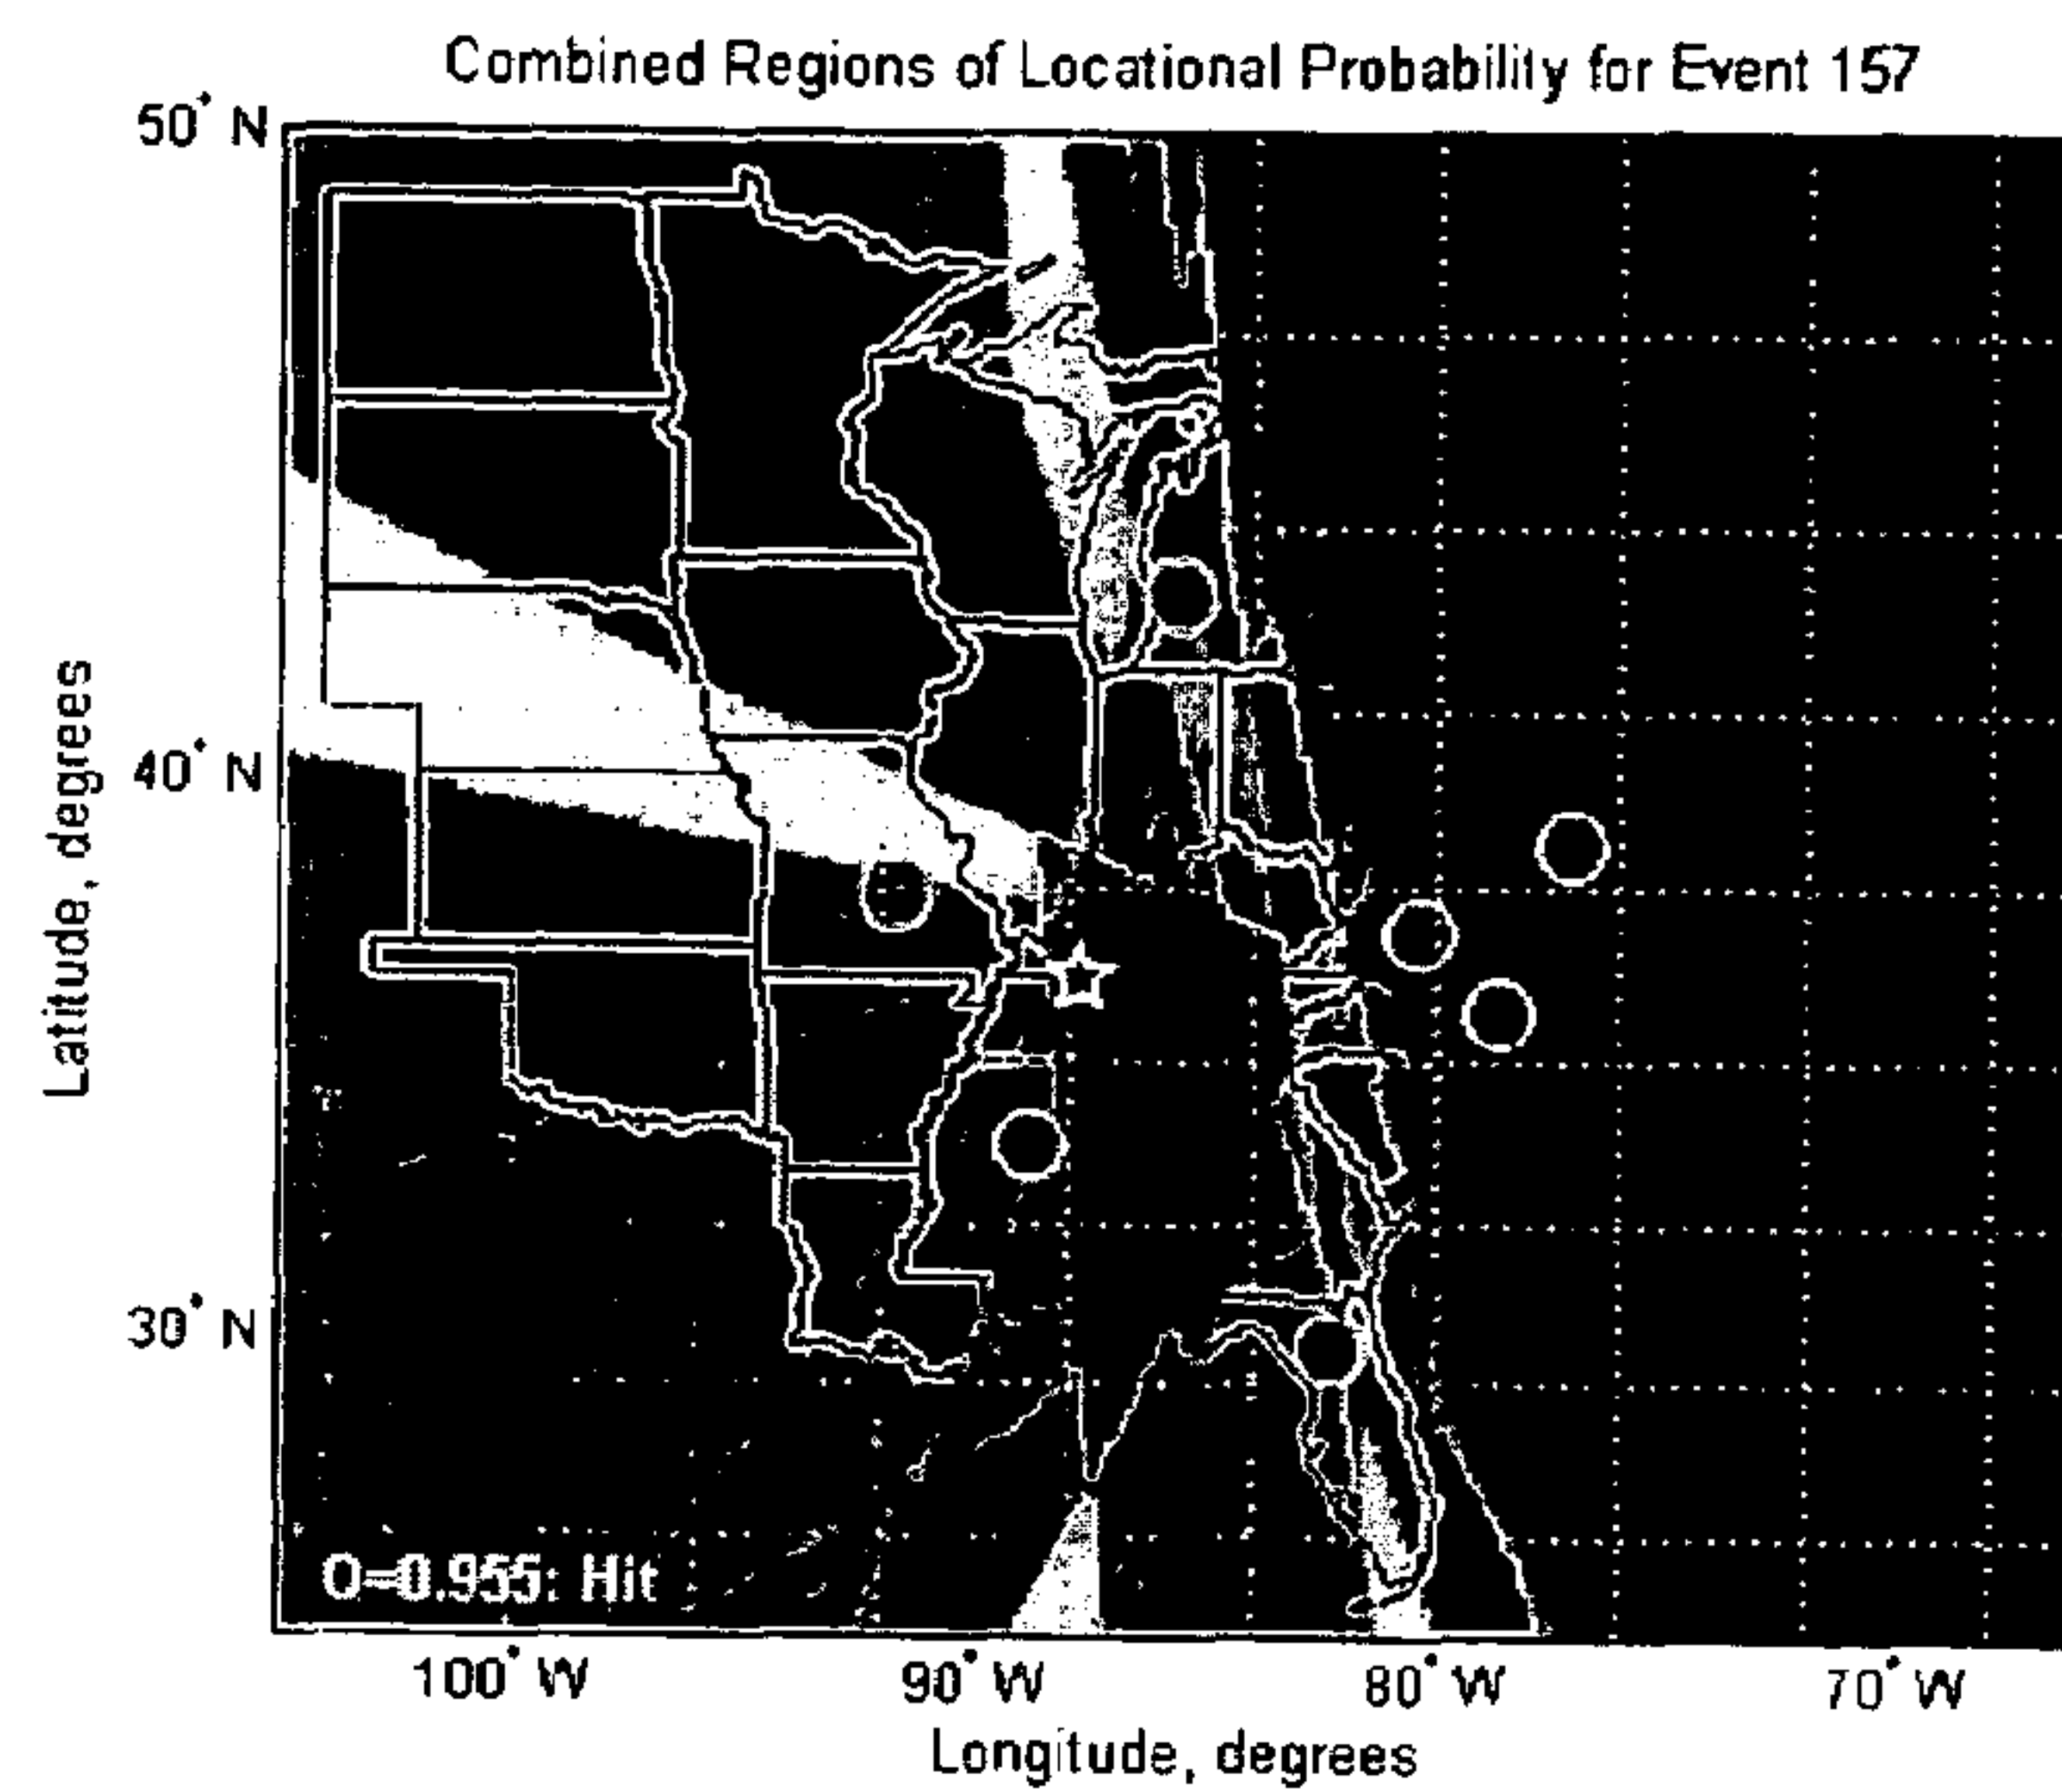 Combined Regions of Locational Probability for Event 157
50° N
40° N
30° N
Latitude, degrees
O=0.955: Hit
100° W
90° W
80° W
70° W
Longitude, degrees